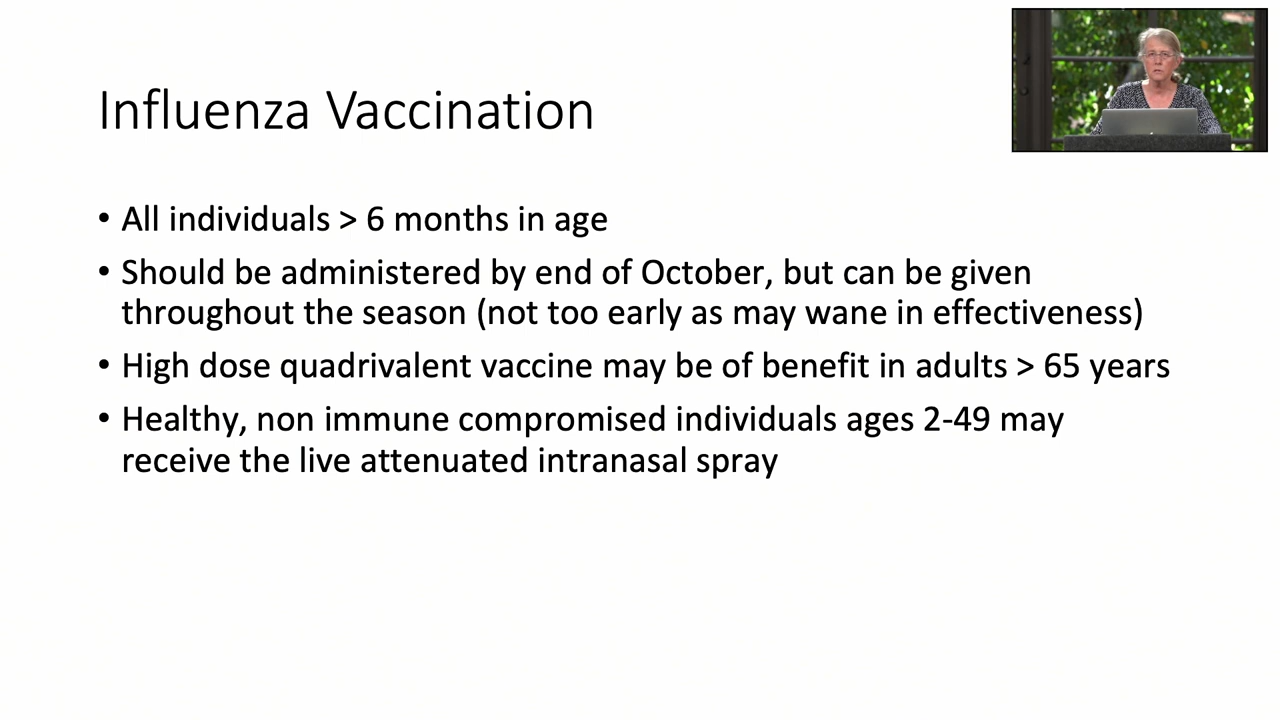 Influenza Vaccination
• All individuals > 6 months in age
• Should be administered by end of October, but can be given
throughout the season (not too early as may wane in effectiveness)
• High dose quadrivalent vaccine may be of benefit in adults > 65 years
• Healthy, non immune compromised individuals ages 2-49 may
receive the live attenuated intranasal spray